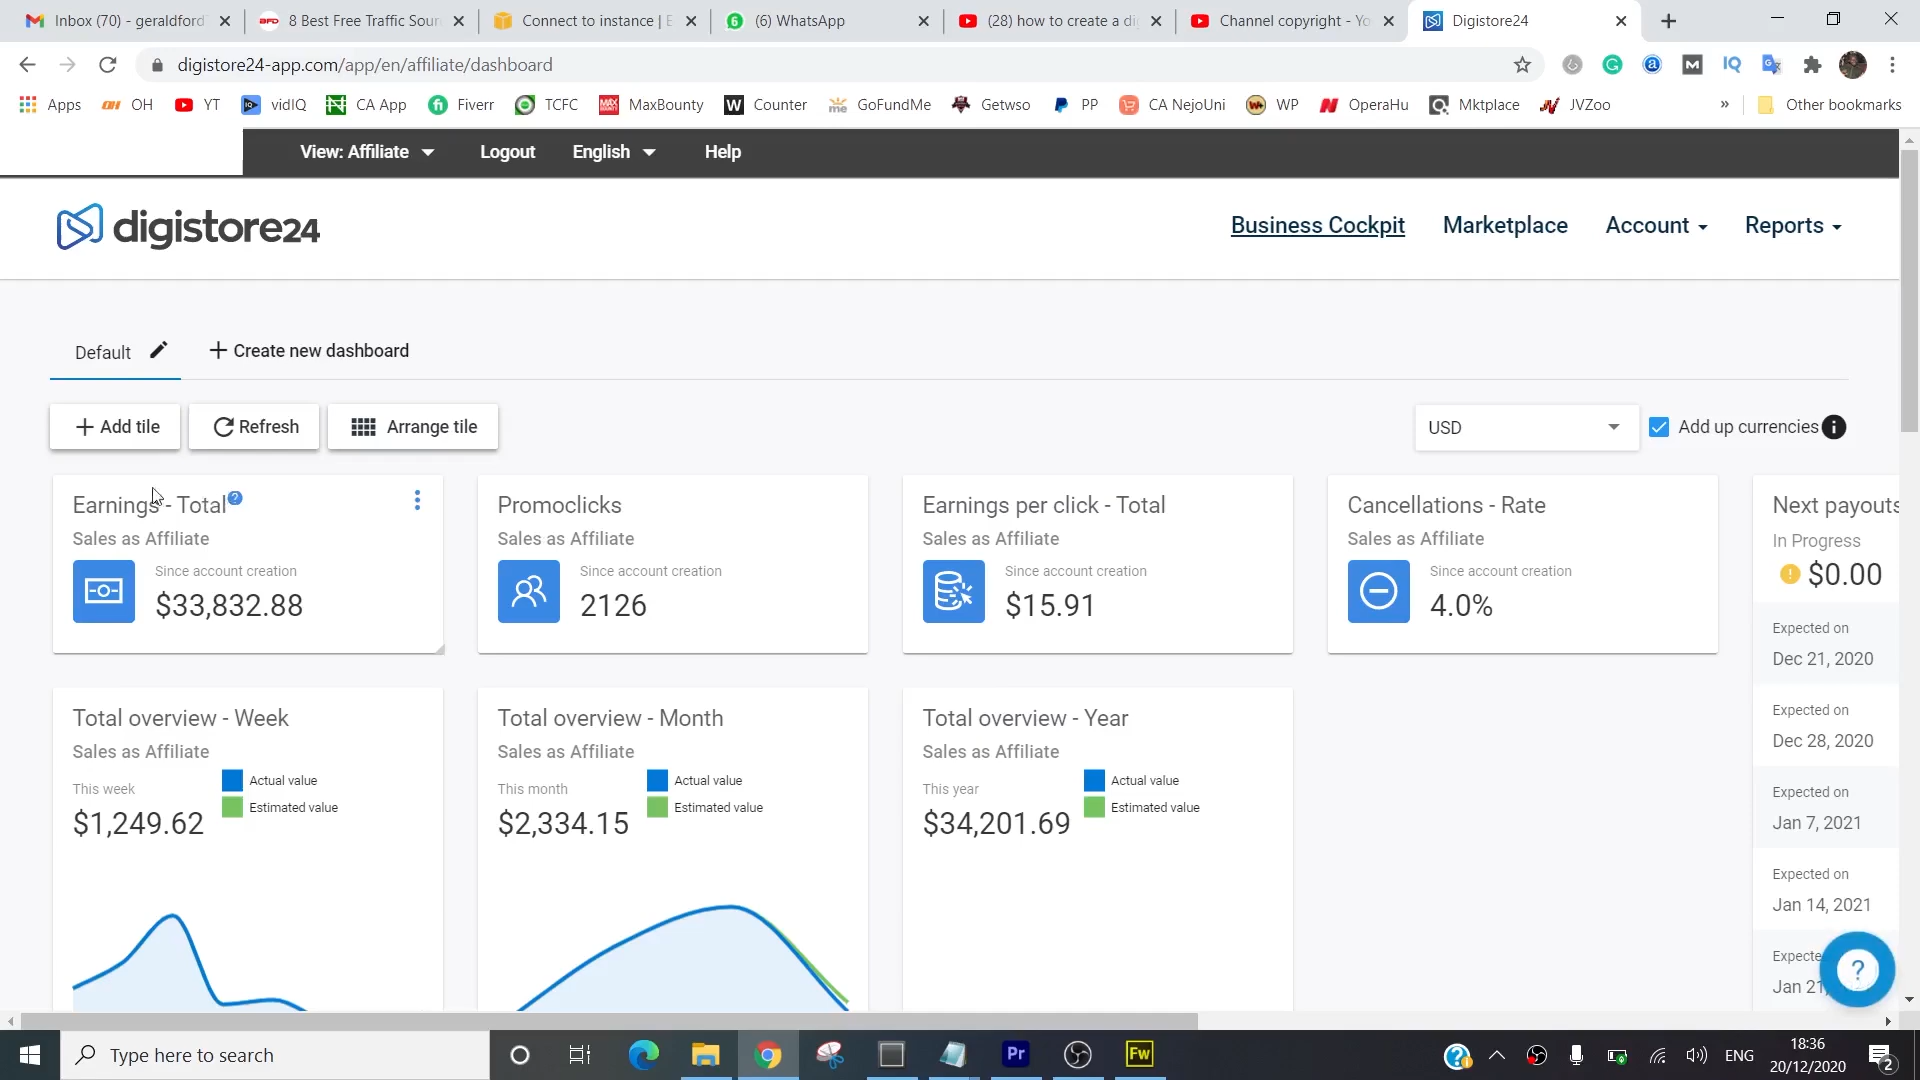 Inbox (70) - geraldford
8 Best Free Traffic Sour
Connect to instance | E
(6) WhatsApp
(28) how to create a di
Channel copyright - Yo
Digistore24
digistore24-app.com/app/en/affiliate/dashboard
Apps
OH
YT
vidIQ
CA App
Fiverr
TCFC
MaxBounty
Counter
GoFundMe
Getwso
PP
CA NejoUni
WP
OperaHu
Mktplace
JVZoo
»
Other bookmarks
View: Affiliate
Logout
English
Help
digistore24
Business Cockpit
Marketplace
Account
Reports
Default
+ Create new dashboard
+ Add tile
Refresh
Arrange tile
USD
Add up currencies
Earnings - Total
Sales as Affiliate
Since account creation
$33,832.88
Promoclicks
Sales as Affiliate
Since account creation
2126
Earnings per click - Total
Sales as Affiliate
Since account creation
$15.91
Cancellations - Rate
Sales as Affiliate
Since account creation
4.0%
Next payouts
In Progress
$0.00
Expected on
Dec 21, 2020
Expected on
Dec 28, 2020
Expected on
Jan 7, 2021
Expected on
Jan 14, 2021
Expecte
Jan 21,
Total overview - Week
Sales as Affiliate
This week
$1,249.62
Actual value
Estimated value
Total overview - Month
Sales as Affiliate
This month
$2,334.15
Actual value
Estimated value
Total overview - Year
Sales as Affiliate
This year
$34,201.69
Actual value
Estimated value
?
Type here to search
Pr
Fw
ENG
18:36
20/12/2020
2